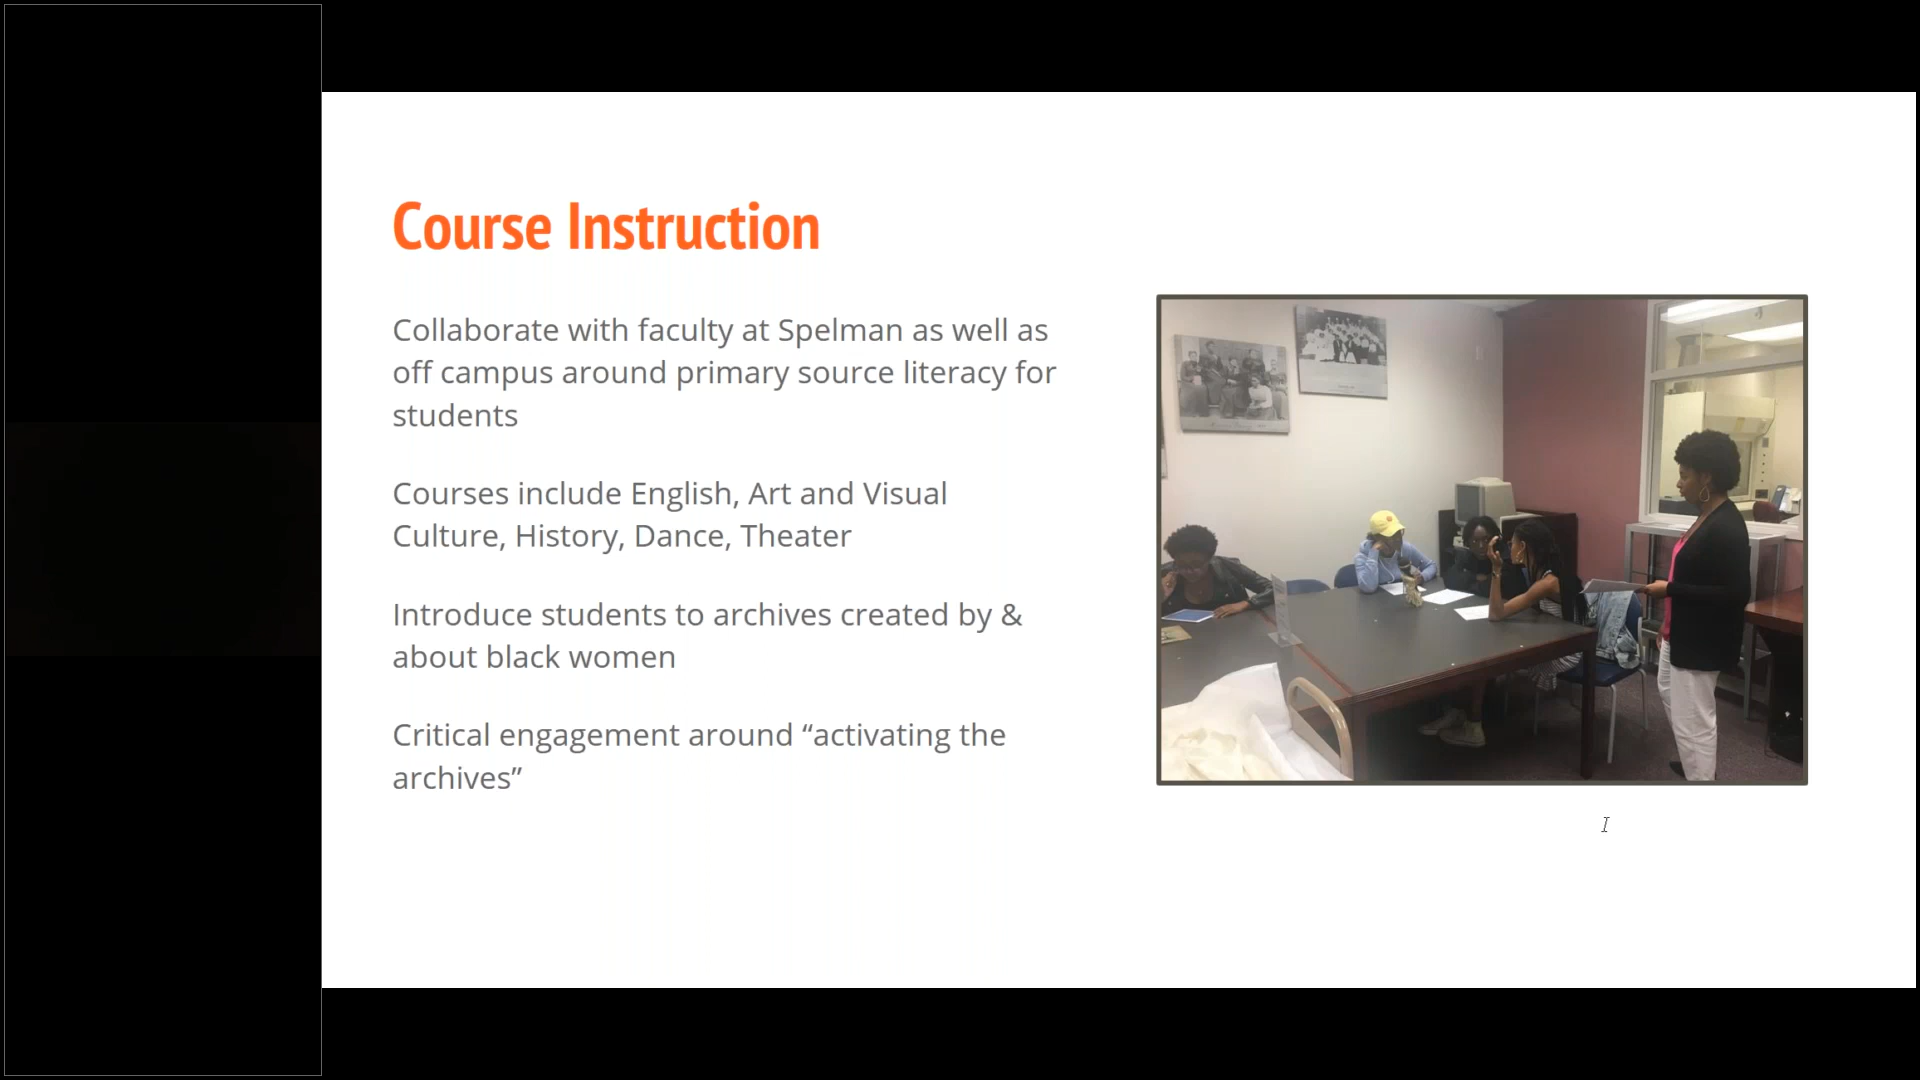 Course Instruction
Collaborate with faculty at Spelman as well as
off campus around primary source literacy for
students
Courses include English, Art and Visual
Culture, History, Dance, Theater
Introduce students to archives created by &
about black women
Critical engagement around “activating the
archives”